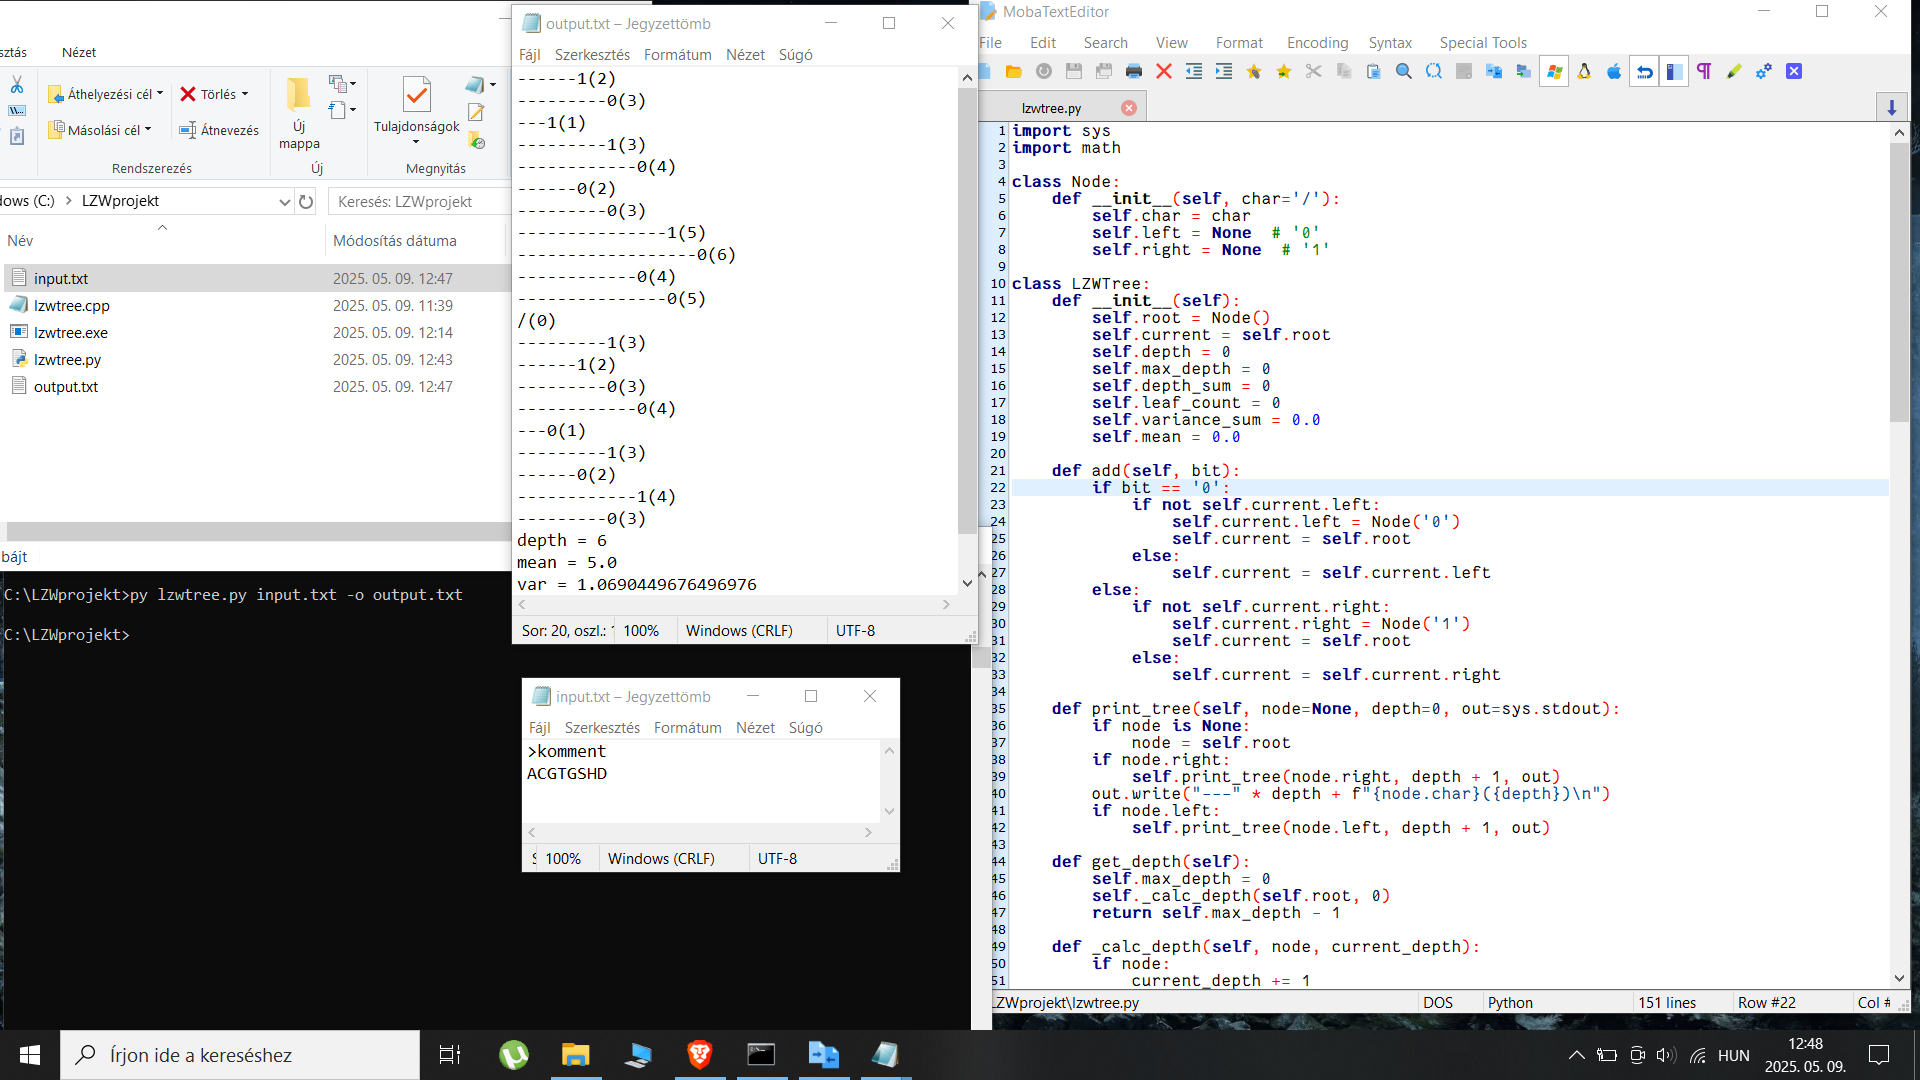 sztás
Nézet
Áthelyezési cél
Törlés
Másolási cél
Átnevezés
Új
mappa
Tulajdonságok
Rendszerezés
Új
Megnyitás
dows (C:) > LZWprojekt
Keresés: LZWprojekt
Név
Módosítás dátuma
input.txt 2025. 05. 09. 12:47
lzwtree.cpp 2025. 05. 09. 11:39
lzwtree.exe 2025. 05. 09. 12:14
lzwtree.py 2025. 05. 09. 12:43
output.txt 2025. 05. 09. 12:47
bájt
C:\LZWprojekt>py lzwtree.py input.txt -o output.txt
C:\LZWprojekt>
output.txt – Jegyzettömb
Fájl Szerkesztés Formátum Nézet Súgó
------1(2)
---------0(3)
---1(1)
---------1(3)
------------0(4)
------0(2)
---------0(3)
---------------1(5)
------------------0(6)
------------0(4)
---------------0(5)
/(0)
---------1(3)
------1(2)
---------0(3)
------------0(4)
---0(1)
---------1(3)
------0(2)
------------1(4)
---------0(3)
depth = 6
mean = 5.0
var = 1.0690449676496976
Sor: 20, oszl.: 100% Windows (CRLF) UTF-8
input.txt – Jegyzettömb
Fájl Szerkesztés Formátum Nézet Súgó
>komment
ACGTGSHD
100% Windows (CRLF) UTF-8
MobaTextEditor
File Edit Search View Format Encoding Syntax Special Tools
lzwtree.py
1 import sys
2 import math
3
4 class Node:
5     def __init__(self, char='/'):
6         self.char = char
7         self.left = None  # '0'
8         self.right = None  # '1'
9
10 class LZWTree:
11     def __init__(self):
12         self.root = Node()
13         self.current = self.root
14         self.depth = 0
15         self.max_depth = 0
16         self.depth_sum = 0
17         self.leaf_count = 0
18         self.variance_sum = 0.0
19         self.mean = 0.0
20
21     def add(self, bit):
22         if bit == '0':
23             if not self.current.left:
24                 self.current.left = Node('0')
25                 self.current = self.root
26             else:
27                 self.current = self.current.left
28         else:
29             if not self.current.right:
30                 self.current.right = Node('1')
31                 self.current = self.root
32             else:
33                 self.current = self.current.right
34
35     def print_tree(self, node=None, depth=0, out=sys.stdout):
36         if node is None:
37             node = self.root
38         if node.right:
39             self.print_tree(node.right, depth + 1, out)
40         out.write("---" * depth + f"{node.char}({depth})\n")
41         if node.left:
42             self.print_tree(node.left, depth + 1, out)
43
44     def get_depth(self):
45         self.max_depth = 0
46         self._calc_depth(self.root, 0)
47         return self.max_depth - 1
48
49     def _calc_depth(self, node, current_depth):
50         if node:
51             current_depth += 1
LZWprojekt\lzwtree.py DOS Python 151 lines Row #22 Col #
Írjon ide a kereséshez
HUN
12:48
2025. 05. 09.